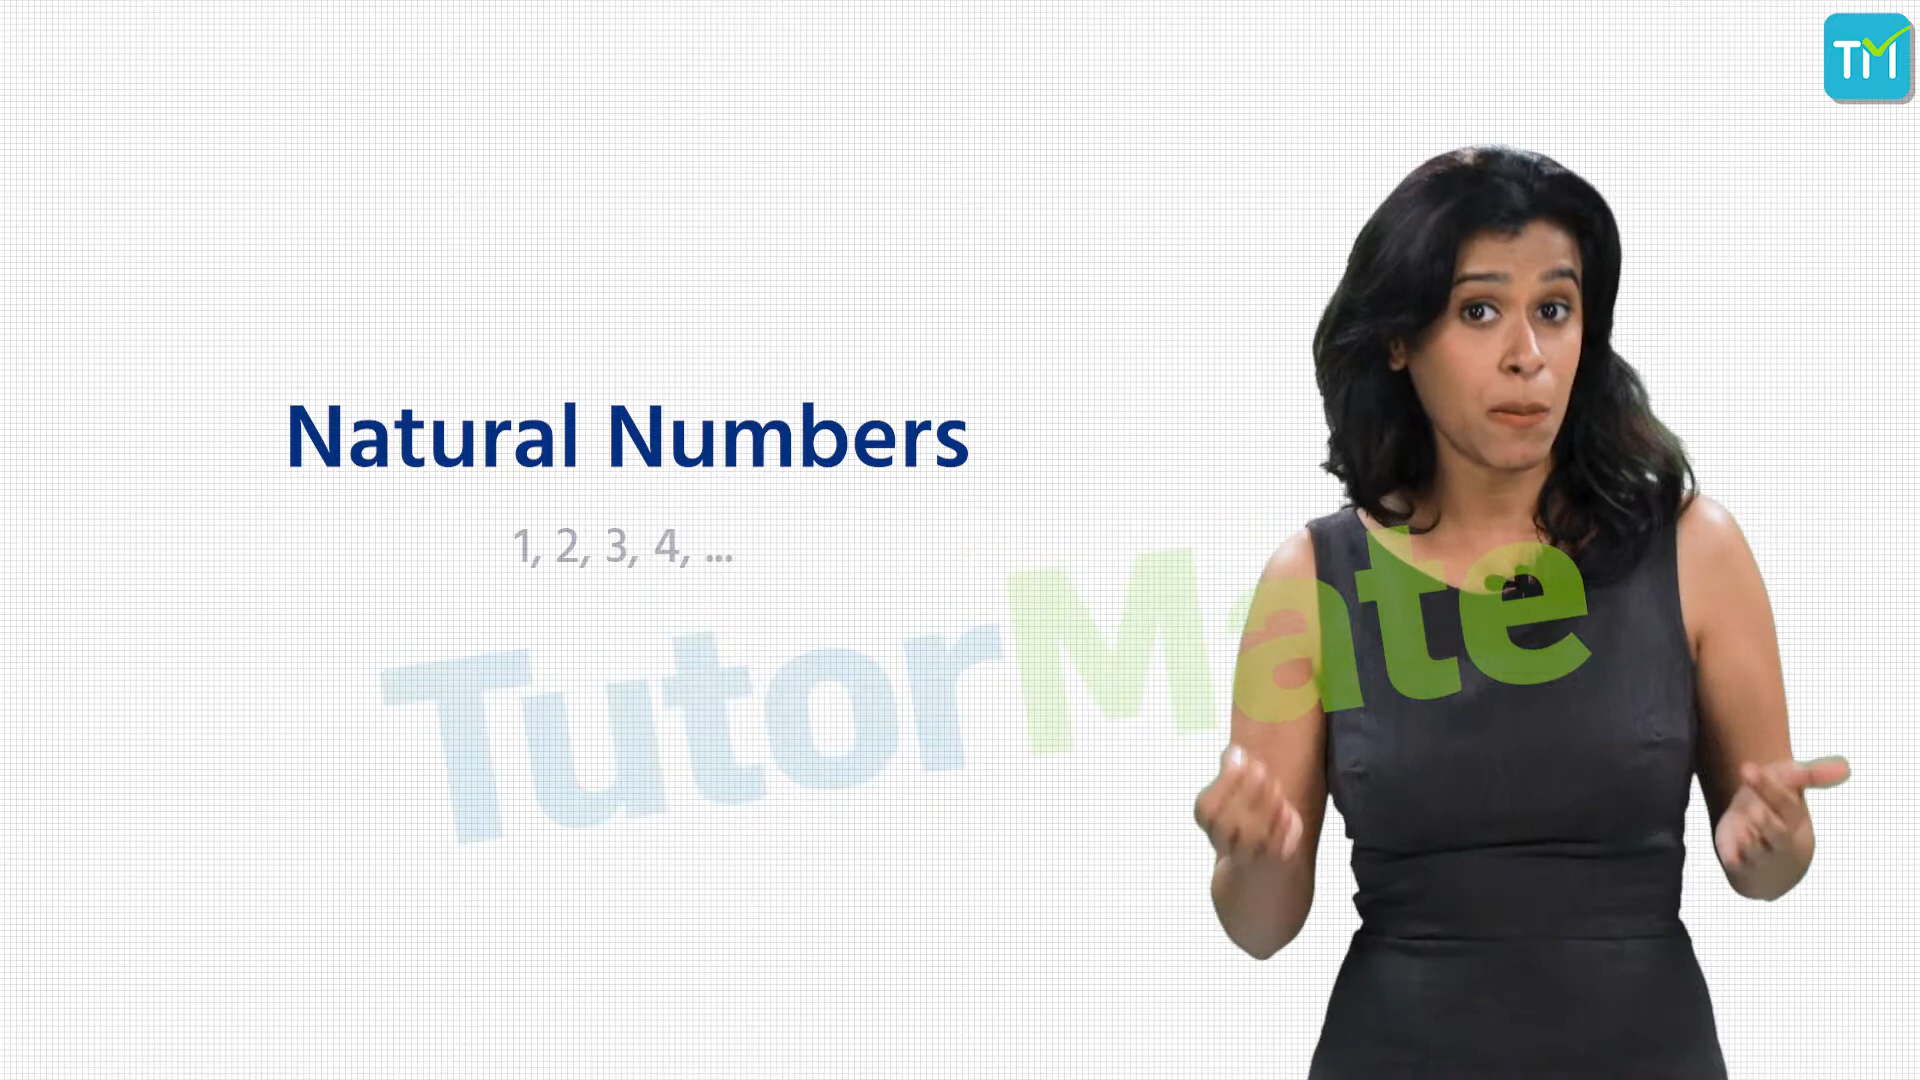 TM
Natural Numbers
1, 2, 3, 4, ...
TutorMate